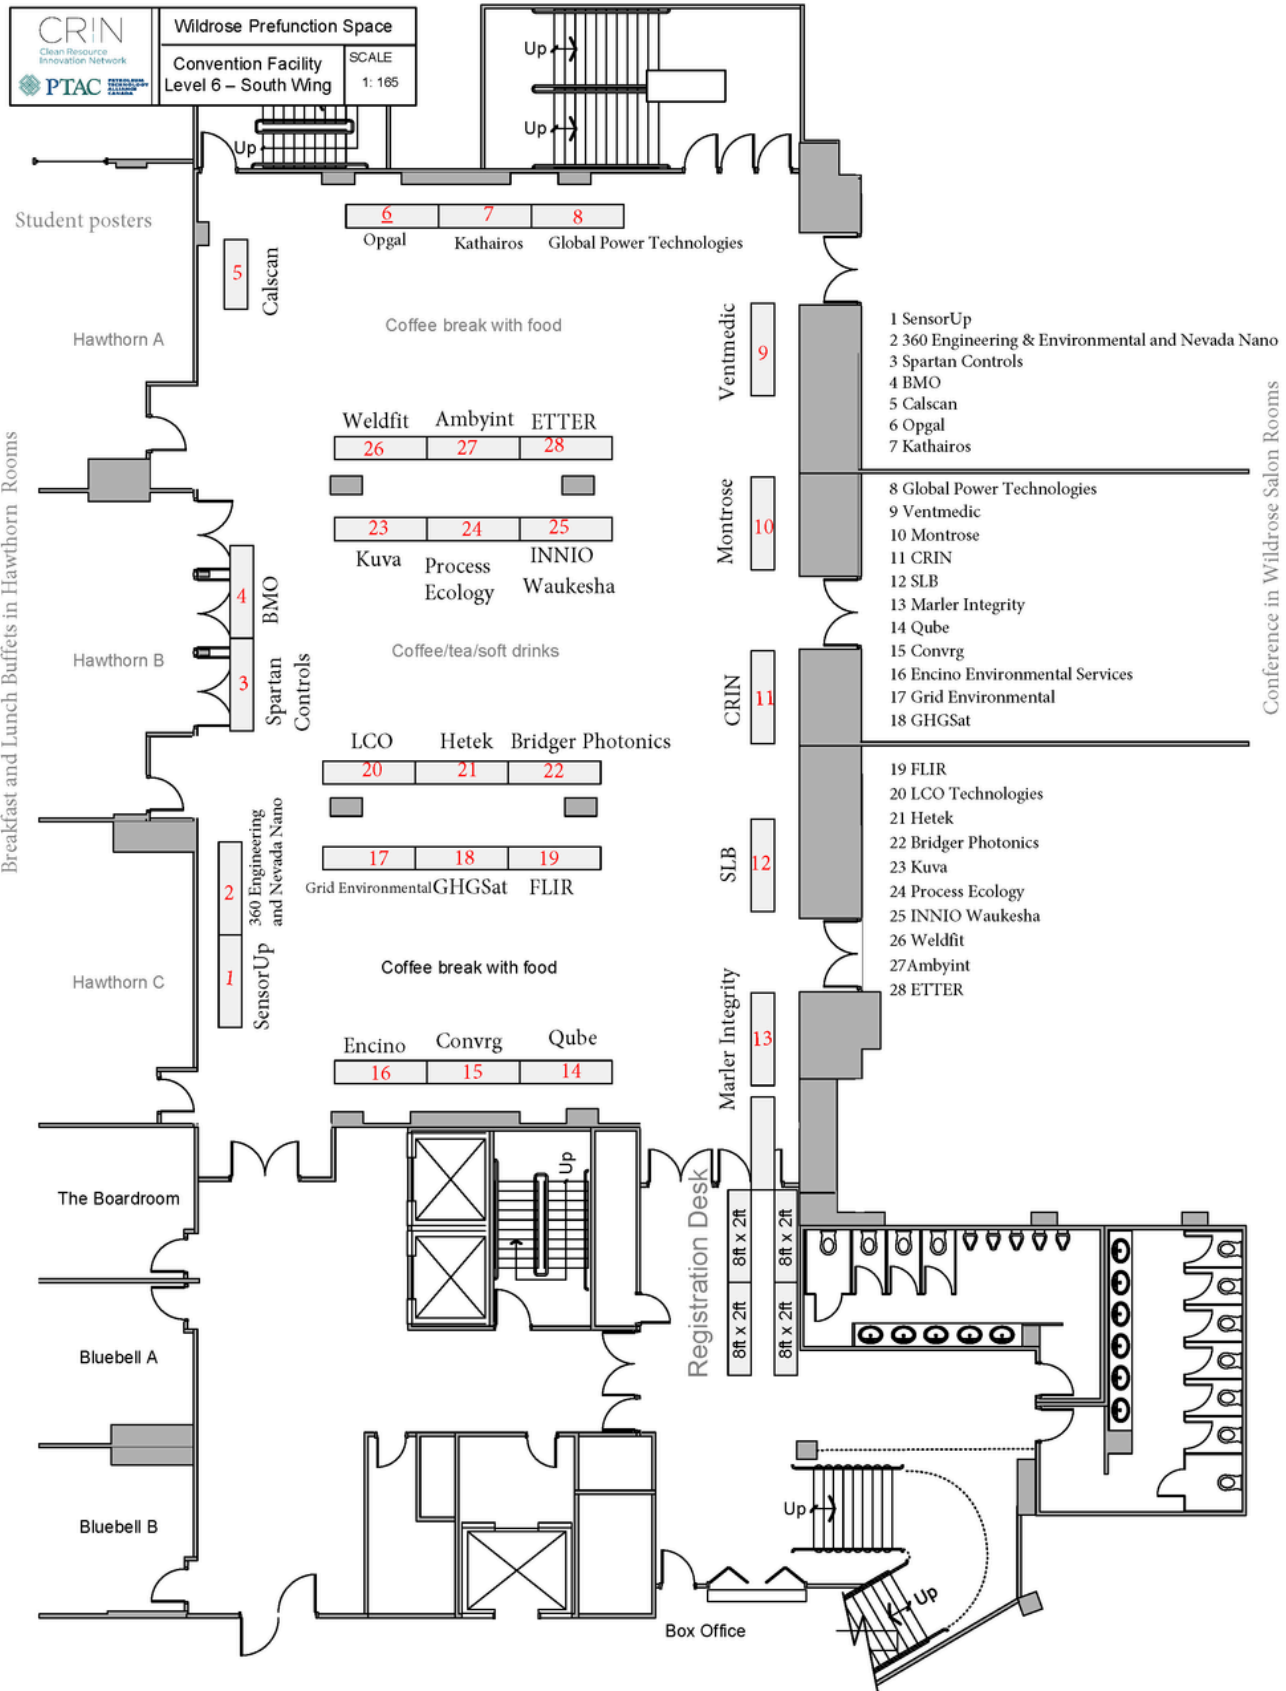 CRIN
Clean Resource
Innovation Network
PTAC
PETROLEUM
TECHNOLOGY
ALLIANCE
CANADA
Wildrose Prefunction Space
Convention Facility
Level 6 – South Wing
SCALE
1: 165
Up
Up
Up
Student posters
6
7
8
Opgal
Kathairos
Global Power Technologies
5
Calscan
Hawthorn A
Coffee break with food
Ventmedic
9
1 SensorUp
2 360 Engineering & Environmental and Nevada Nano
3 Spartan Controls
4 BMO
5 Calscan
6 Opgal
7 Kathairos
Weldfit
Ambyint
ETTER
26
27
28
Breakfast and Lunch Buffets in Hawthorn Rooms
Conference in Wildrose Salon Rooms
Montrose
10
23
24
25
Kuva
Process
Ecology
INNIO
Waukesha
8 Global Power Technologies
9 Ventmedic
10 Montrose
11 CRIN
12 SLB
13 Marler Integrity
14 Qube
15 Convrg
16 Encino Environmental Services
17 Grid Environmental
18 GHGSat
4
BMO
Hawthorn B
3
Spartan
Controls
Coffee/tea/soft drinks
CRIN
11
LCO
Hetek
Bridger Photonics
20
21
22
19 FLIR
20 LCO Technologies
21 Hetek
22 Bridger Photonics
23 Kuva
24 Process Ecology
25 INNIO Waukesha
26 Weldfit
27Ambyint
28 ETTER
17
18
19
Grid Environmental
GHGSat
FLIR
SLB
12
2
360 Engineering
and Nevada Nano
1
SensorUp
Hawthorn C
Coffee break with food
Marler Integrity
13
Encino
Convrg
Qube
16
15
14
The Boardroom
Up
Registration Desk
8ft x 2ft
8ft x 2ft
8ft x 2ft
8ft x 2ft
Bluebell A
Bluebell B
Up
Up
Box Office